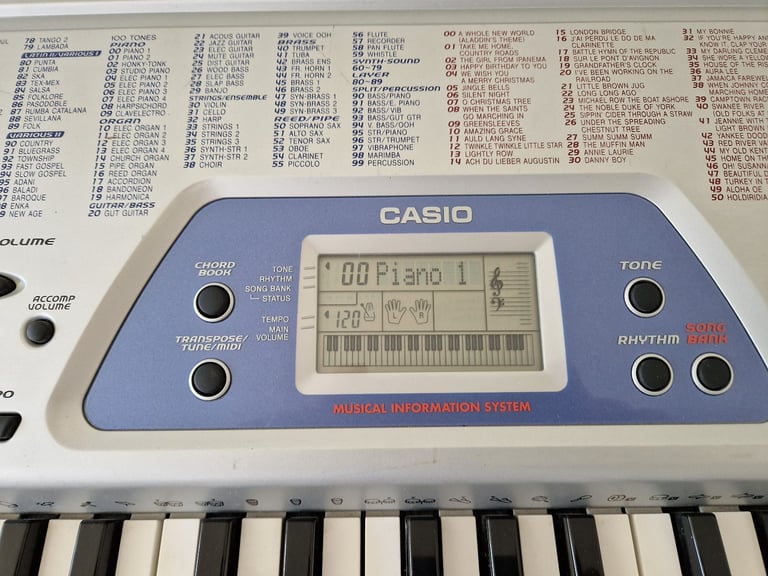 78 TANGO 2
79 LAMBADA
LATIN II/VARIOUS I
80 PUNTA
81 CUMBIA
82 SKA
83 TEX-MEX
84 SALSA
85 FOLKLORE
86 PASODOBLE
87 RUMBA CATALANA
88 SEVILLANA
89 FOLK
VARIOUS II
90 COUNTRY
91 BLUEGRASS
92 TOWNSHIP
93 FAST GOSPEL
94 SLOW GOSPEL
95 ADANI
96 BALADI
97 BAROQUE
98 ENKA
99 NEW AGE
100 TONES
PIANO
00 PIANO 1
01 PIANO 2
02 HONKY-TONK
03 STUDIO PIANO
04 ELEC PIANO 1
05 ELEC PIANO 2
06 ELEC PIANO 3
07 ELEC PIANO 4
08 HARPSICHORD
09 CLAVELECTRO
ORGAN
10 ELEC ORGAN 1
11 ELEC ORGAN 2
12 ELEC ORGAN 3
13 ELEC ORGAN 4
14 CHURCH ORGAN
15 PIPE ORGAN
16 REED ORGAN
17 ACCORDION
18 BANDONEON
19 HARMONICA
GUITAR/BASS
20 GUT GUITAR
21 ACOUS GUITAR
22 JAZZ GUITAR
23 ELEC GUITAR
24 MUTE GUITAR
25 DIST GUITAR
26 WOOD BASS
27 ELEC BASS
28 SLAP BASS
29 BANJO
STRINGS/ENSEMBLE
30 VIOLIN
31 CELLO
32 HARP
33 STRINGS 1
34 STRINGS 2
35 STRINGS 3
36 SYNTH-STR 1
37 SYNTH-STR 2
38 CHOIR
39 VOICE OOH
BRASS
40 TRUMPET
41 TUBA
42 BRASS ENS
43 FR. HORN 1
44 FR. HORN 2
45 BRASS 1
46 BRASS 2
47 SYN-BRASS 1
48 SYN-BRASS 2
49 SYN-BRASS 3
REED/PIPE
50 SOPRANO SAX
51 ALTO SAX
52 TENOR SAX
53 OBOE
54 CLARINET
55 PICCOLO
56 FLUTE
57 RECORDER
58 PAN FLUTE
59 WHISTLE
SYNTH-SOUND
60-79
LAYER
80-89
SPLIT/PERCUSSION
90 BASS/PIANO
91 BASS/E. PIANO
92 BASS/VIB
93 BASS/GUT GTR
94 V. BASS/OOH
95 STR/PIANO
96 STR/TRUMPET
97 VIBRAPHONE
98 MARIMBA
99 PERCUSSION
00 A WHOLE NEW WORLD
(ALADDIN'S THEME)
01 TAKE ME HOME,
COUNTRY ROADS
02 THE GIRL FROM IPANEMA
03 HAPPY BIRTHDAY TO YOU
04 WE WISH YOU
A MERRY CHRISTMAS
05 JINGLE BELLS
06 SILENT NIGHT
07 O CHRISTMAS TREE
08 WHEN THE SAINTS
GO MARCHING IN
09 GREENSLEEVES
10 AMAZING GRACE
11 AULD LANG SYNE
12 TWINKLE TWINKLE LITTLE STAR
13 LIGHTLY ROW
14 ACH DU LIEBER AUGUSTIN
15 LONDON BRIDGE
16 J'AI PERDU LE DO DE MA
CLARINETTE
17 BATTLE HYMN OF THE REPUBLIC
18 SUR LE PONT D'AVIGNON
19 GRANDFATHER'S CLOCK
20 I'VE BEEN WORKING ON THE
RAILROAD
21 LITTLE BROWN JUG
22 LONG LONG AGO
23 MICHAEL ROW THE BOAT ASHORE
24 THE NOBLE DUKE OF YORK
25 SIPPIN' CIDER THROUGH A STRAW
26 UNDER THE SPREADING
CHESTNUT TREE
27 SUMM SUMM SUMM
28 THE MUFFIN MAN
29 ANNIE LAURIE
30 DANNY BOY
31 MY BONNIE
32 IF YOU'RE HAPPY AN
KNOW IT, CLAP YOUR
33 MY DARLING CLEM
34 SHE WORE A YELLO
35 HOUSE OF THE RIS
36 AURA LEE
37 JAMAICA FAREWEL
38 WHEN JOHNNY C
MARCHING HOME
39 CAMPTOWN RAC
40 SWANEE RIVER
(OLD FOLKS AT
41 JEANNIE WITH
LIGHT BROWN
42 YANKEE DOOD
43 RED RIVER VA
44 MY OLD KENT
45 HOME ON TH
46 OH! SUSANN
47 BEAUTIFUL D
48 TURKEY IN T
49 ALOHA OE
50 HOLDIRIDIA
VOLUME
ACCOMP
VOLUME
CASIO
CHORD
BOOK
TRANSPOSE/
TUNE/MIDI
TONE
RHYTHM
SONG BANK
STATUS
TEMPO
MAIN
VOLUME
00 Piano 1
120
L R
TONE
RHYTHM
SONG
BANK
MUSICAL INFORMATION SYSTEM